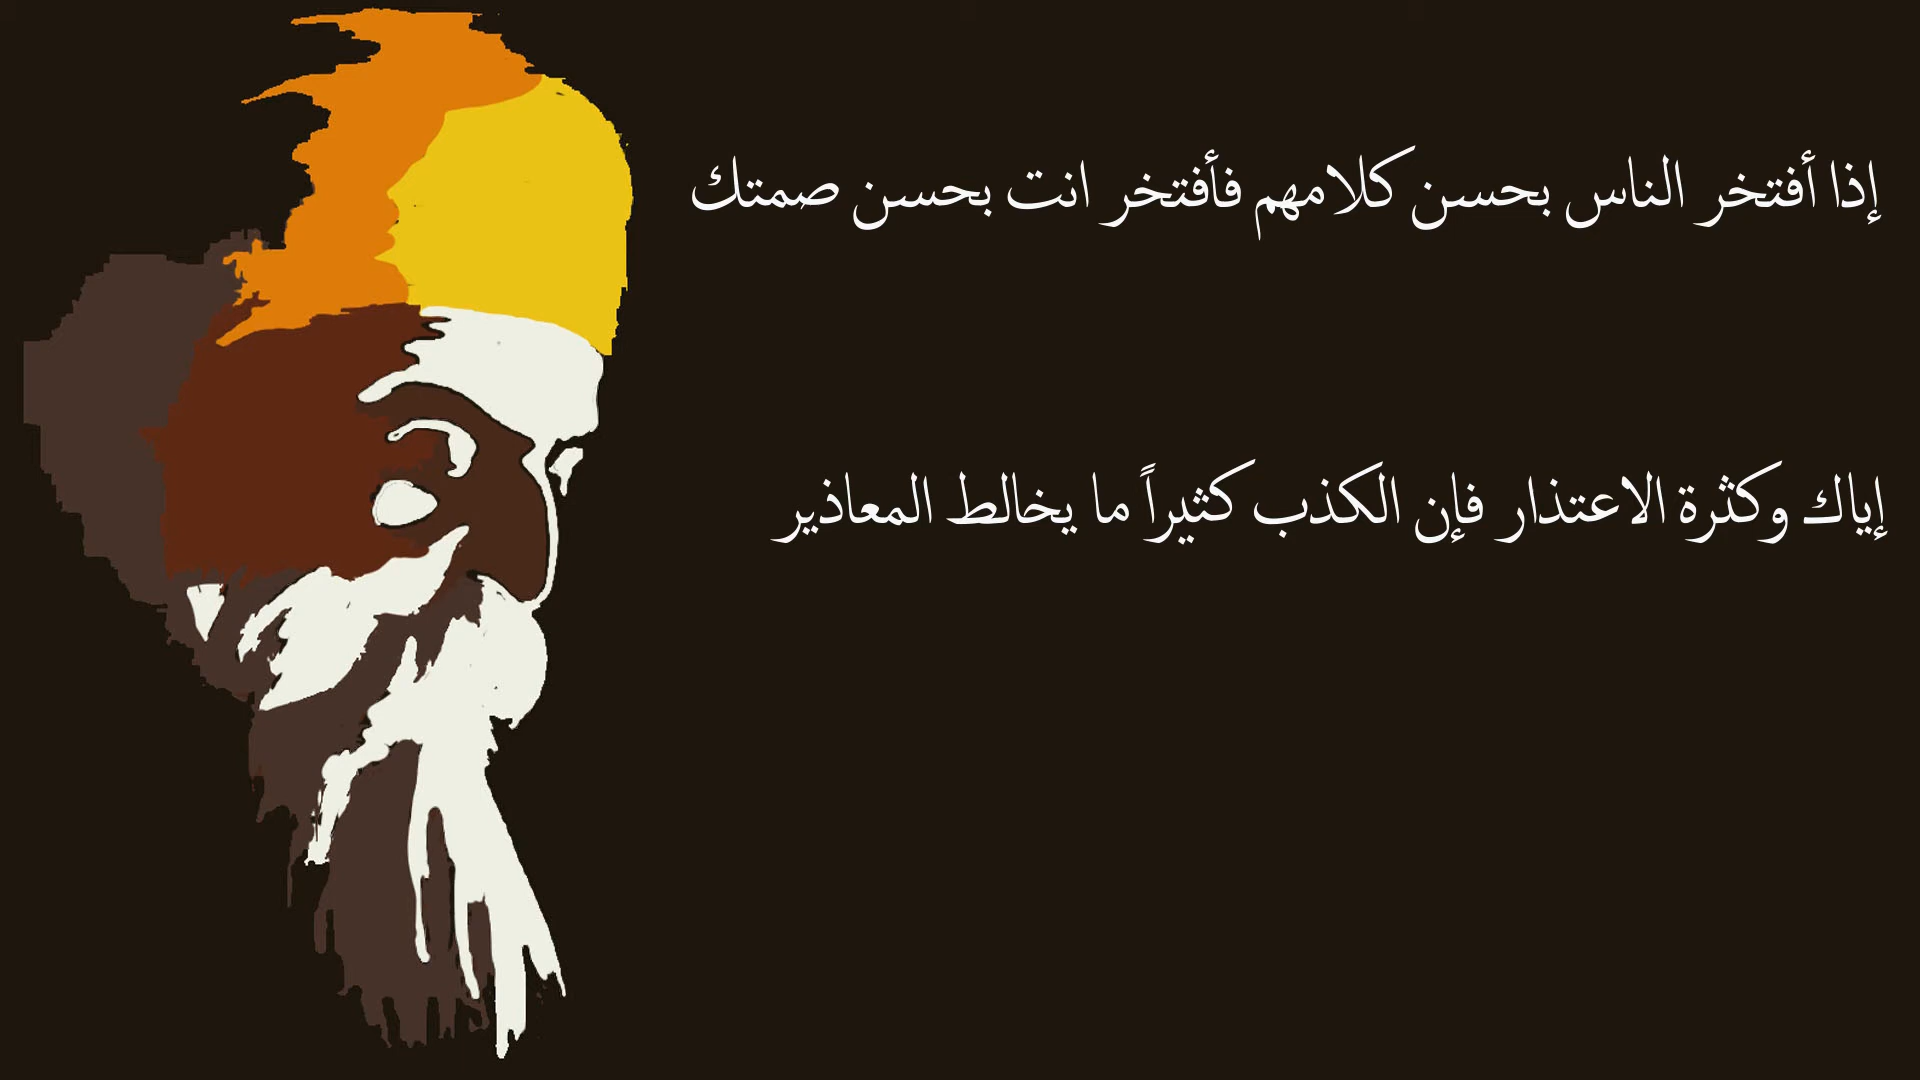 إذا أفتخر الناس بحسن كلامهم فأفتخر انت بحسن صمتك
إياك وكثرة الاعتذار فإن الكذب كثيراً ما يخالط المعاذير